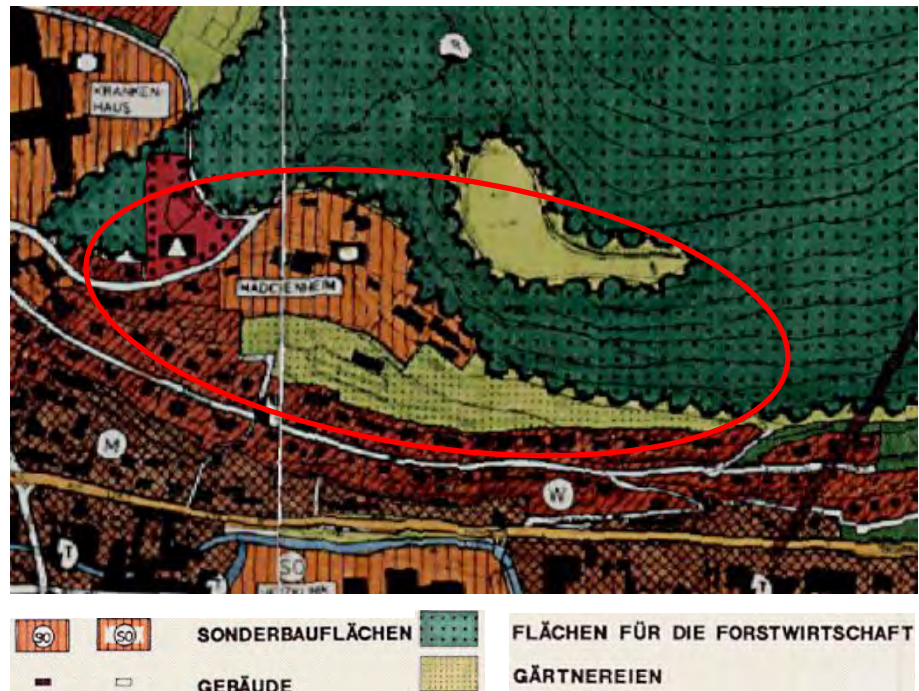 KRANKEN-
HAUS
MÄDCHENHEIM
M
W
T
SO
T
T
SO
SO
SONDERBAUFLÄCHEN
FLÄCHEN FÜR DIE FORSTWIRTSCHAFT
GEBÄUDE
GÄRTNEREIEN